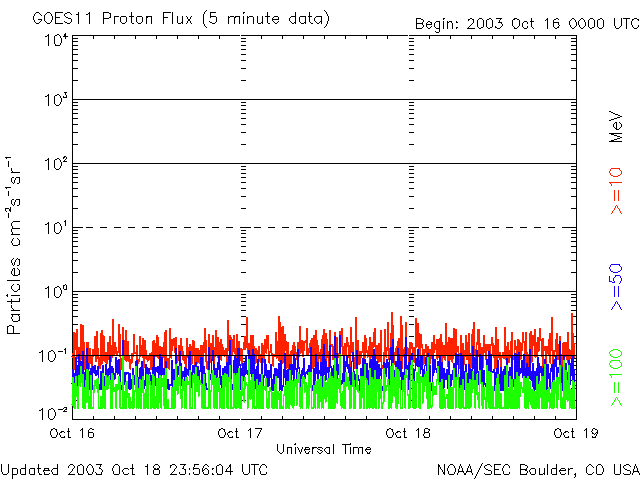 GOES11 Proton Flux (5 minute data)
Begin: 2003 Oct 16 0000 UTC
Particles cm⁻²s⁻¹sr⁻¹
10⁴
10³
10²
10¹
10⁰
10⁻¹
10⁻²
MeV
>=10
>=50
>=100
Oct 16
Oct 17
Oct 18
Oct 19
Universal Time
Updated 2003 Oct 18 23:56:04 UTC
NOAA/SEC Boulder, CO USA